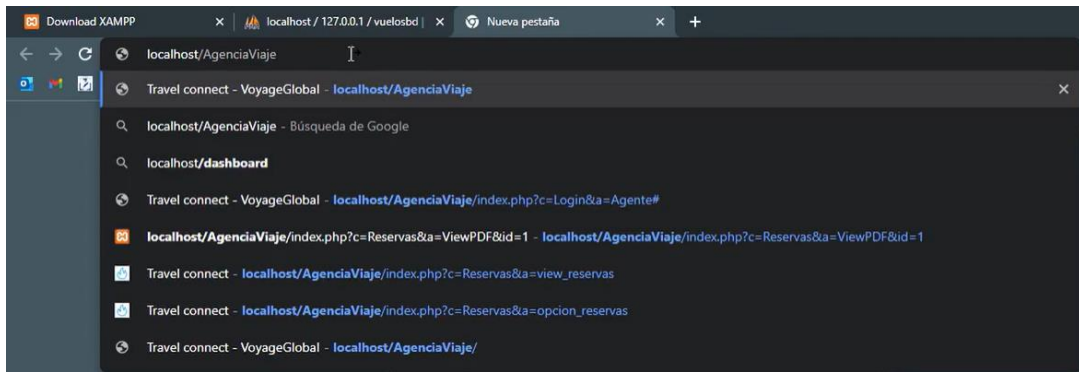 Download XAMPP
localhost / 127.0.0.1 / vuelosbd |
Nueva pestaña
localhost/AgenciaViaje
Travel connect - VoyageGlobal - localhost/AgenciaViaje
localhost/AgenciaViaje - Búsqueda de Google
localhost/dashboard
Travel connect - VoyageGlobal - localhost/AgenciaViaje/index.php?c=Login&a=Agente#
localhost/AgenciaViaje/index.php?c=Reservas&a=ViewPDF&id=1 - localhost/AgenciaViaje/index.php?c=Reservas&a=ViewPDF&id=1
Travel connect - localhost/AgenciaViaje/index.php?c=Reservas&a=view_reservas
Travel connect - localhost/AgenciaViaje/index.php?c=Reservas&a=opcion_reservas
Travel connect - VoyageGlobal - localhost/AgenciaViaje/